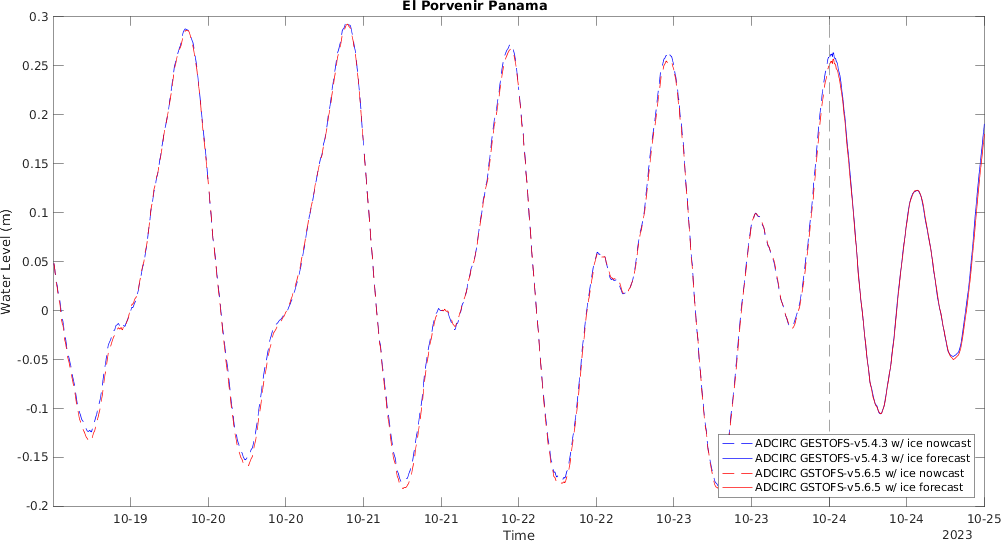 El Porvenir Panama
0.3
0.25
0.2
0.15
0.1
0.05
0
-0.05
-0.1
-0.15
-0.2
Water Level (m)
ADCIRC GESTOFS-v5.4.3 w/ ice nowcast
ADCIRC GESTOFS-v5.4.3 w/ ice forecast
ADCIRC GSTOFS-v5.6.5 w/ ice nowcast
ADCIRC GSTOFS-v5.6.5 w/ ice forecast
10-19 10-20 10-20 10-21 10-21 10-22 10-22 10-23 10-23 10-24 10-24 10-25
Time
2023